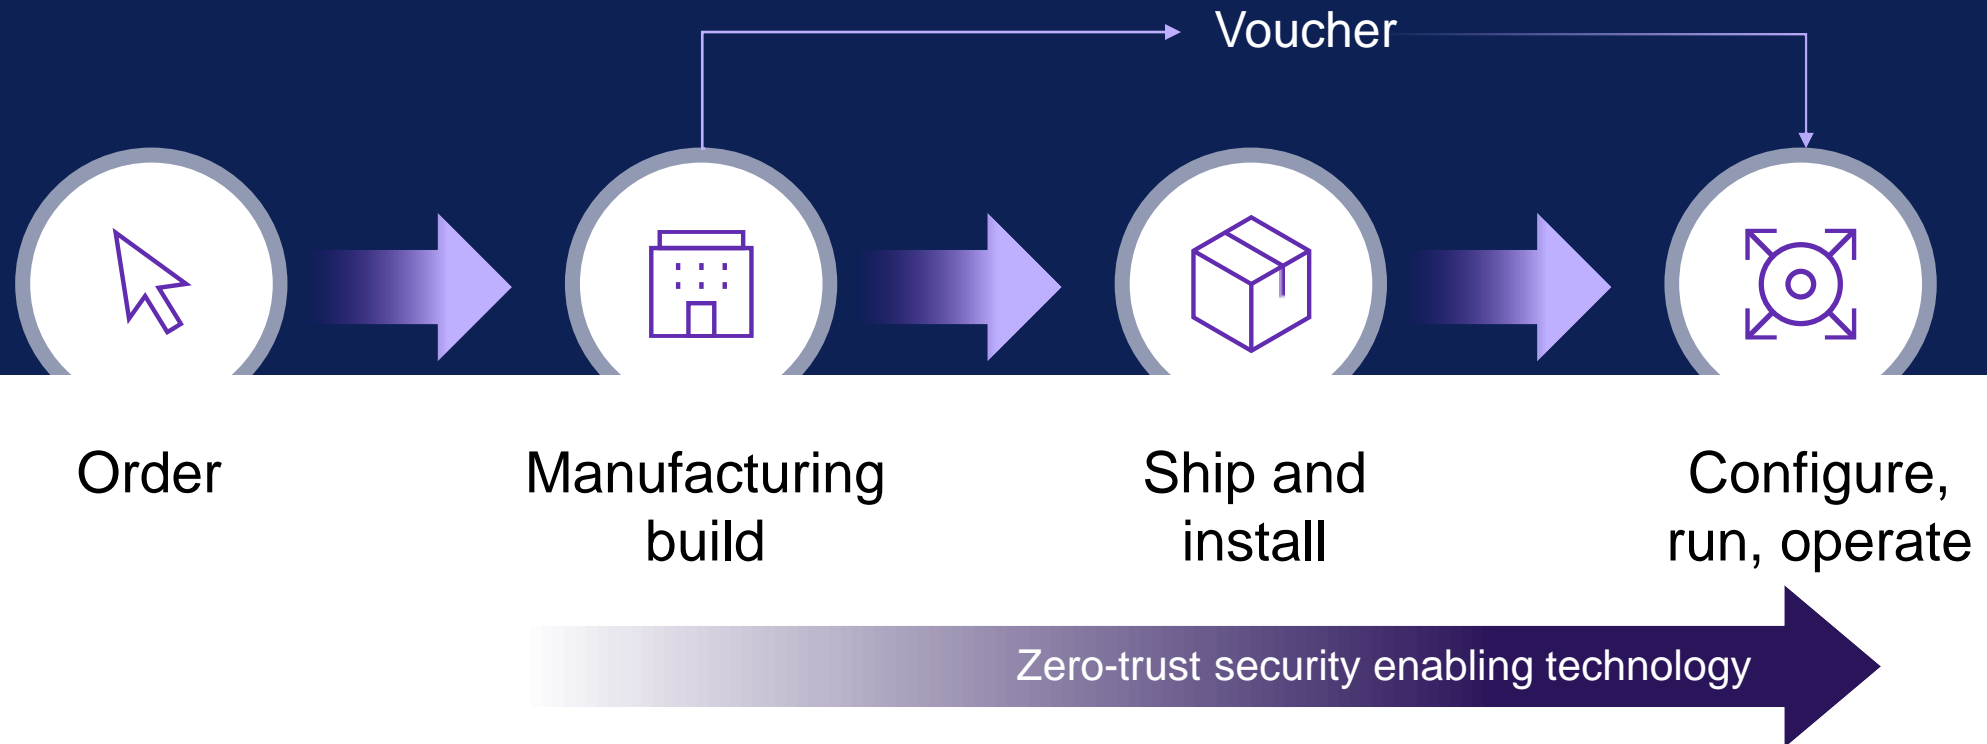 Voucher
Order
Manufacturing
build
Ship and
install
Configure,
run, operate
Zero-trust security enabling technology